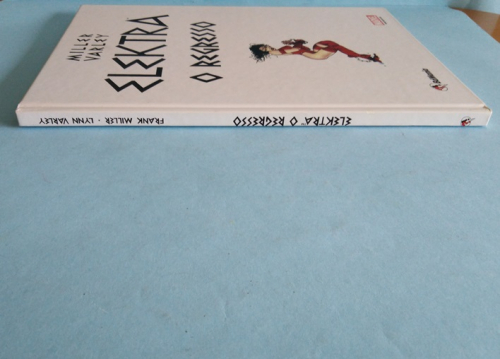 MILLER
VARLEY
ELEKTRA
O REGRESSO
FRANK MILLER · LYNN VARLEY
ELEKTRA O REGRESSO